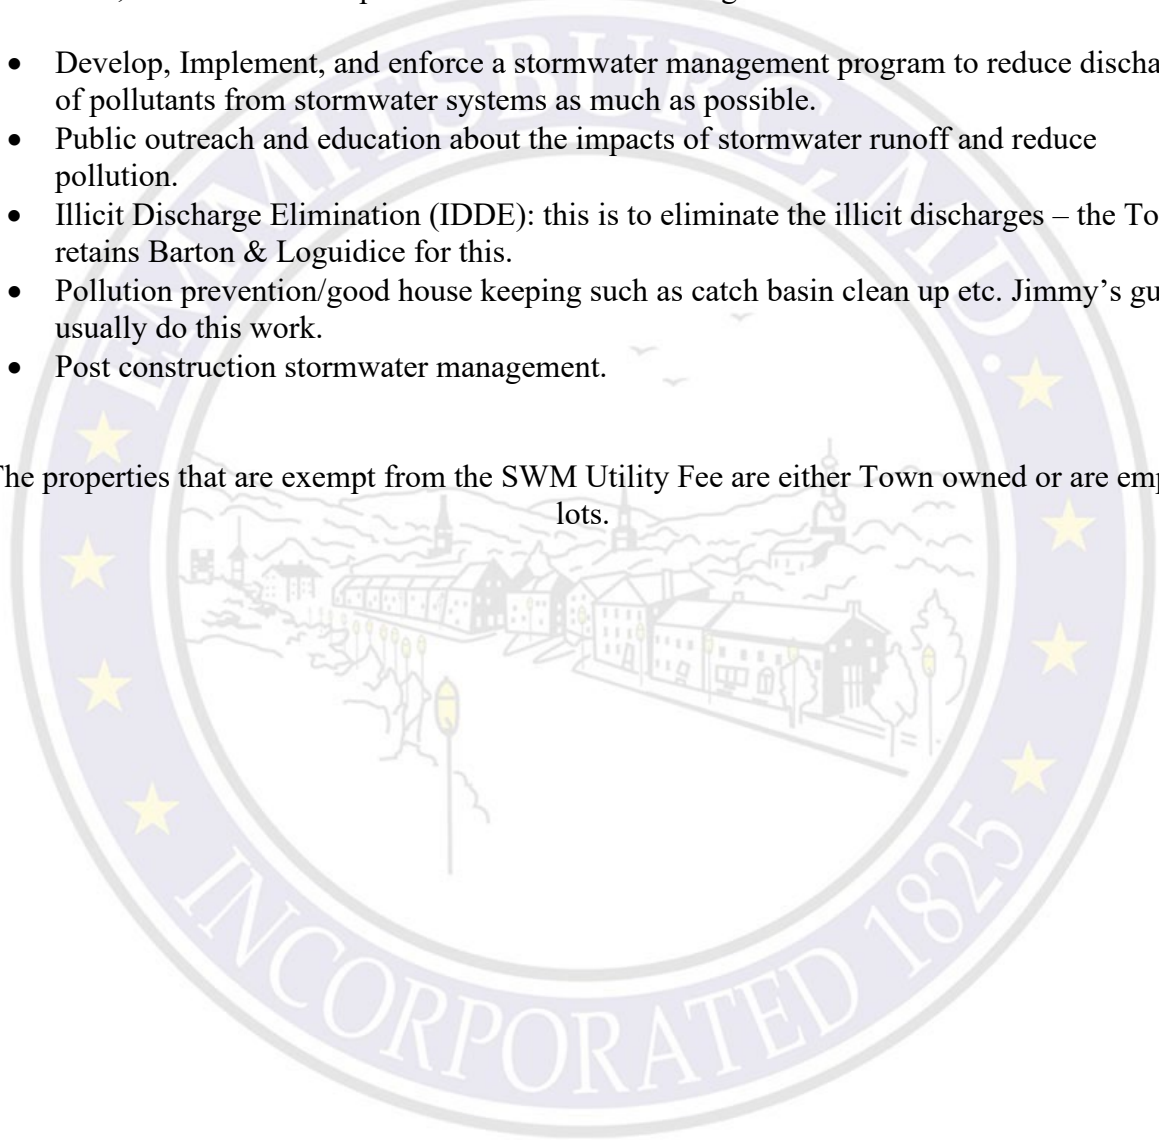 • Develop, Implement, and enforce a stormwater management program to reduce discha
of pollutants from stormwater systems as much as possible.
• Public outreach and education about the impacts of stormwater runoff and reduce
pollution.
• Illicit Discharge Elimination (IDDE): this is to eliminate the illicit discharges – the To
retains Barton & Loguidice for this.
• Pollution prevention/good house keeping such as catch basin clean up etc. Jimmy’s gu
usually do this work.
• Post construction stormwater management.
The properties that are exempt from the SWM Utility Fee are either Town owned or are emp
lots.
EMMITSBURG, MD.
INCORPORATED 1825